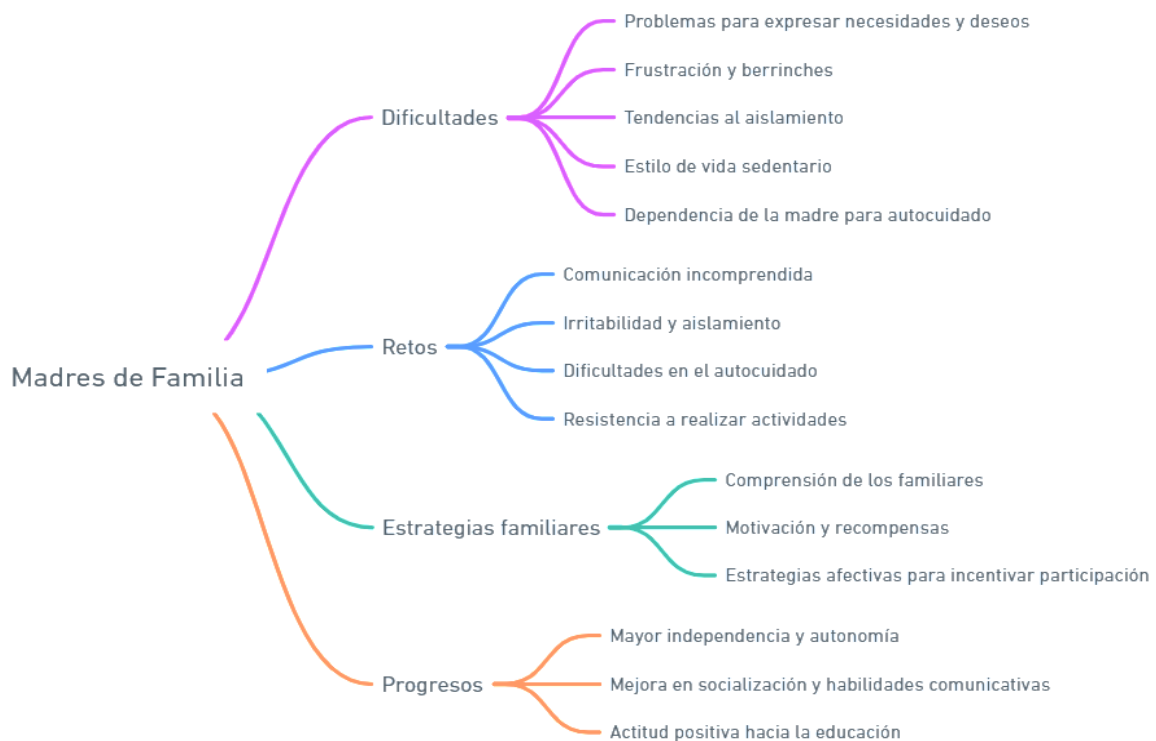 Madres de Familia
Dificultades
Problemas para expresar necesidades y deseos
Frustración y berrinches
Tendencias al aislamiento
Estilo de vida sedentario
Dependencia de la madre para autocuidado
Retos
Comunicación incomprendida
Irritabilidad y aislamiento
Dificultades en el autocuidado
Resistencia a realizar actividades
Estrategias familiares
Comprensión de los familiares
Motivación y recompensas
Estrategias afectivas para incentivar participación
Progresos
Mayor independencia y autonomía
Mejora en socialización y habilidades comunicativas
Actitud positiva hacia la educación